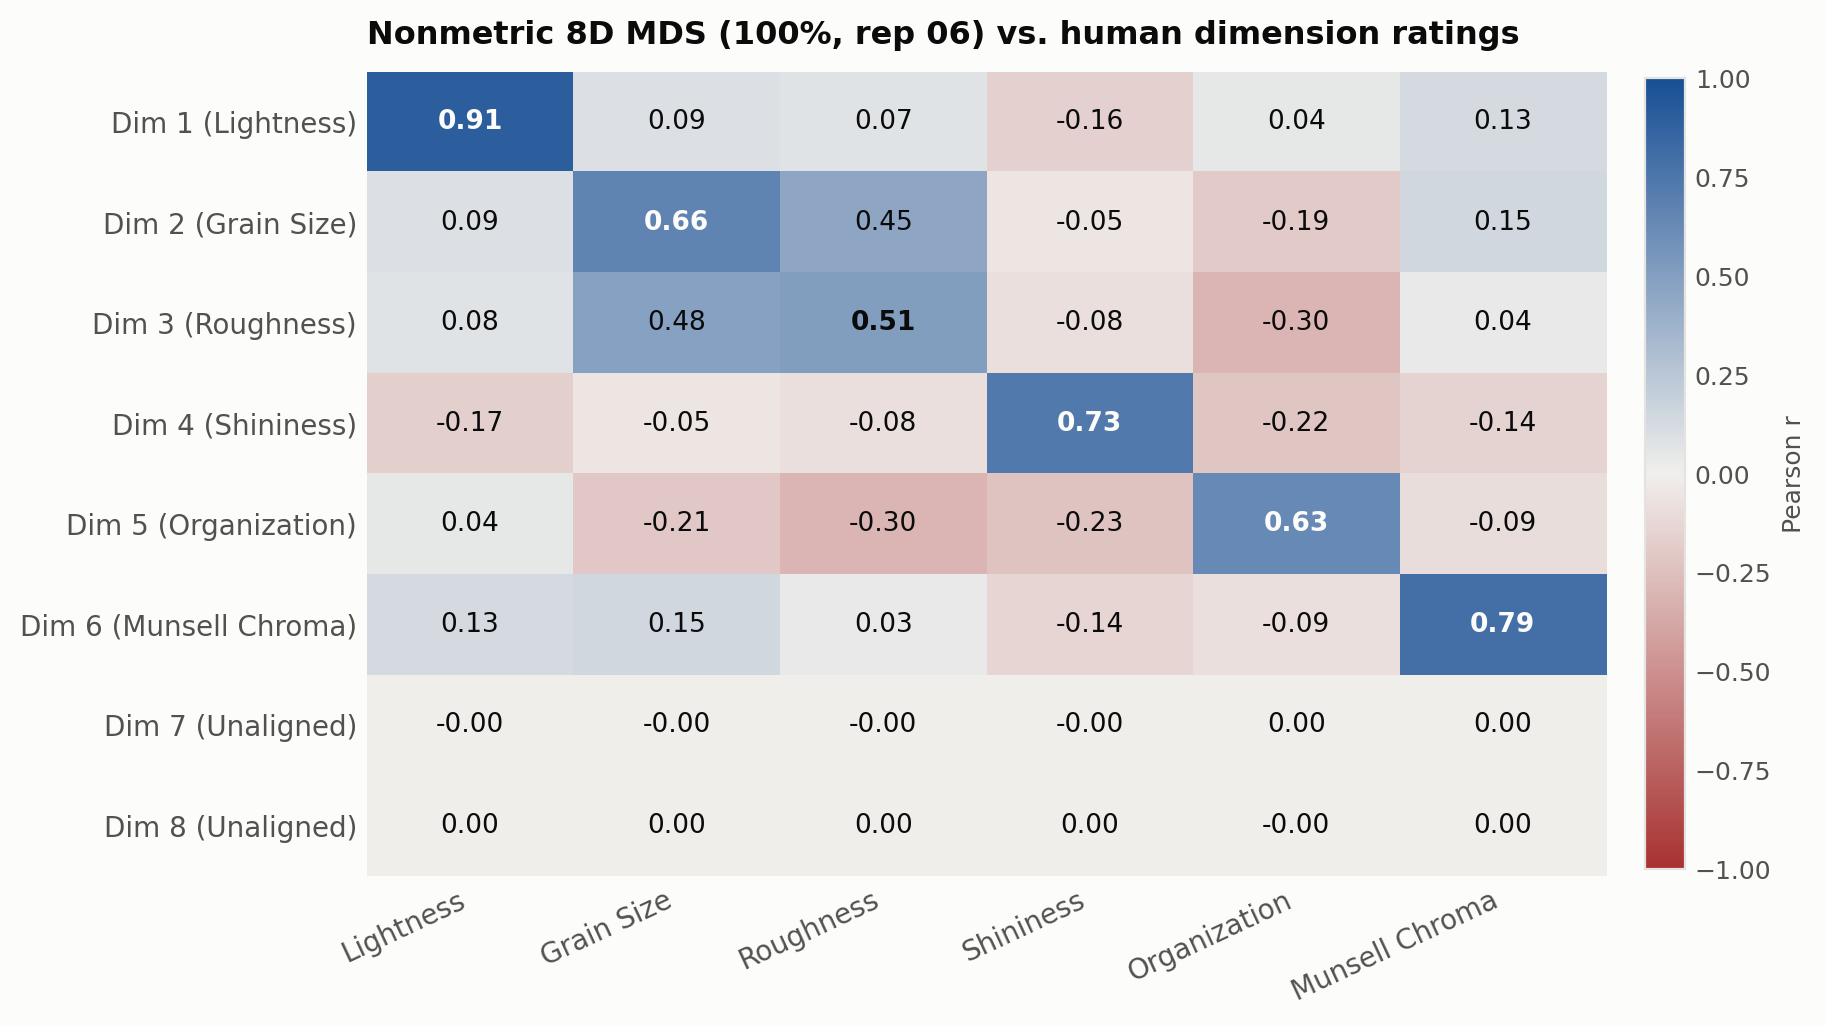 Nonmetric 8D MDS (100%, rep 06) vs. human dimension ratings
Dim 1 (Lightness) 0.91 0.09 0.07 -0.16 0.04 0.13
Dim 2 (Grain Size) 0.09 0.66 0.45 -0.05 -0.19 0.15
Dim 3 (Roughness) 0.08 0.48 0.51 -0.08 -0.30 0.04
Dim 4 (Shininess) -0.17 -0.05 -0.08 0.73 -0.22 -0.14
Dim 5 (Organization) 0.04 -0.21 -0.30 -0.23 0.63 -0.09
Dim 6 (Munsell Chroma) 0.13 0.15 0.03 -0.14 -0.09 0.79
Dim 7 (Unaligned) -0.00 -0.00 -0.00 -0.00 0.00 0.00
Dim 8 (Unaligned) 0.00 0.00 0.00 0.00 -0.00 0.00
Lightness Grain Size Roughness Shininess Organization Munsell Chroma
1.00
0.75
0.50
0.25
0.00
−0.25
−0.50
−0.75
−1.00
Pearson r